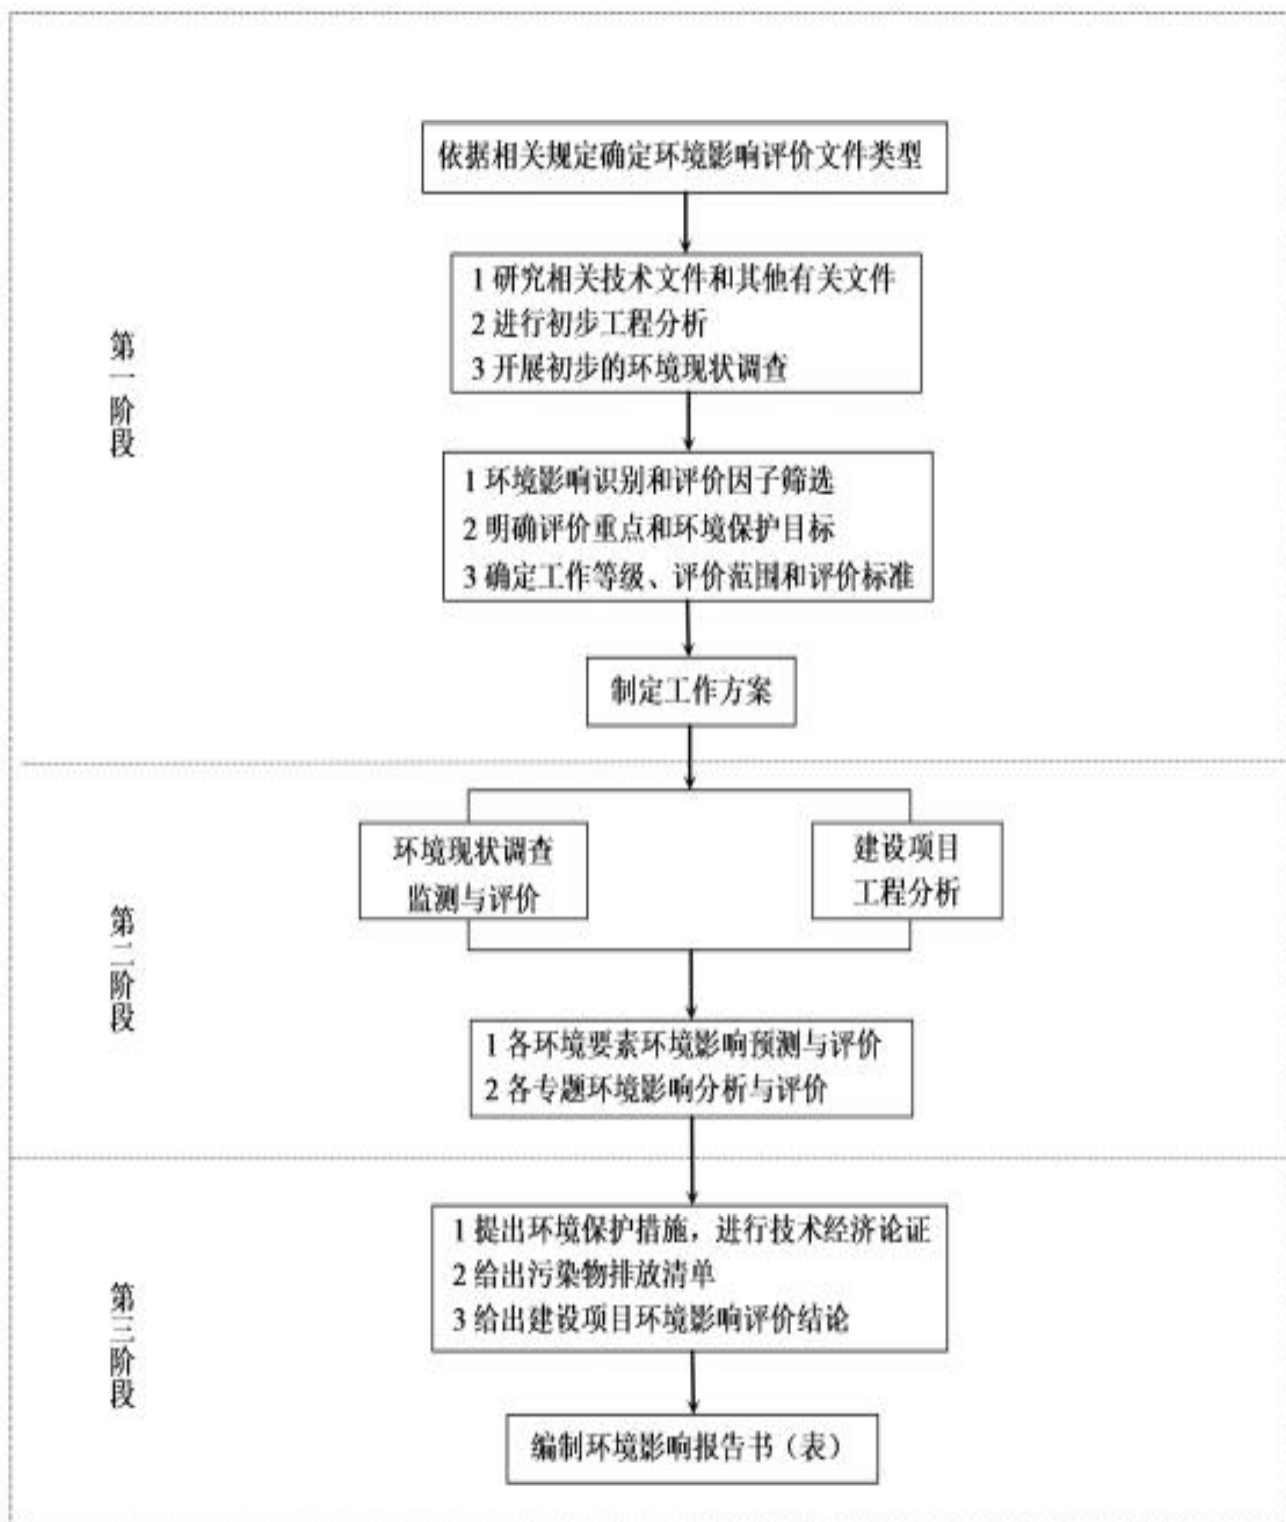 依据相关规定确定环境影响评价文件类型
1 研究相关技术文件和其他有关文件
2 进行初步工程分析
3 开展初步的环境现状调查
第一阶段
1 环境影响识别和评价因子筛选
2 明确评价重点和环境保护目标
3 确定工作等级、评价范围和评价标准
制定工作方案
环境现状调查
监测与评价
建设项目
工程分析
第二阶段
1 各环境要素环境影响预测与评价
2 各专题环境影响分析与评价
1 提出环境保护措施，进行技术经济论证
2 给出污染物排放清单
3 给出建设项目环境影响评价结论
第三阶段
编制环境影响报告书（表）